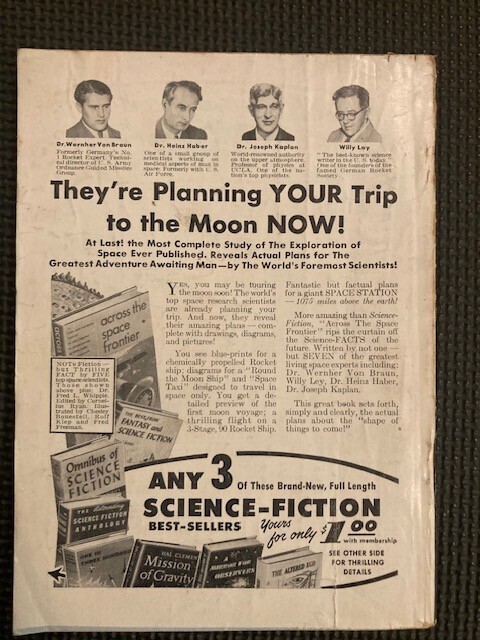 Dr. Wernher Von Braun
Formerly Germany's No.
1 Rocket Expert. Techni-
cal director of U. S. Army
Ordnance Guided Missiles
Group.
Dr. Heinz Haber
One of a small group of
scientists working on
medical aspects of man in
space. Formerly with U. S.
Air Force.
Dr. Joseph Kaplan
World-renowned authority
on the upper atmosphere.
Professor of physics at
UCLA. One of the na-
tion's top physicists.
Willy Ley
"The best-known science
writer in the U. S. today."
One of the founders of the
famed German Rocket
Society.
They're Planning YOUR Trip
to the Moon NOW!
At Last! the Most Complete Study of The Exploration of
Space Ever Published. Reveals Actual Plans for The
Greatest Adventure Awaiting Man—by The World's Foremost Scientists!
across the
space
frontier
NOT Fiction—
but Thrilling
FACT by FIVE
top space scientists.
Those shown
above plus: Dr.
Fred L. Whipple.
Edited by Corne-
lius Ryan. Illus-
trated by Chesley
Bonestell, Rolf
Klep and Fred
Freeman.
YES, you may be touring
the moon soon! The world's
top space research scientists
are already planning your
trip. And now, they reveal
their amazing plans — com-
plete with drawings, diagrams,
and pictures!
You see blue-prints for a
chemically propelled Rocket
ship; diagrams for a "Round
the Moon Ship" and "Space
Taxi" designed to travel in
space only. You get a de-
tailed preview of the
first moon voyage; a
thrilling flight on a
3-Stage, 90 Rocket Ship.
Fantastic but factual plans
for a giant SPACE STATION
—1075 miles above the earth!
More amazing than Science-
Fiction, "Across The Space
Frontier" rips the curtain off
the Science-FACTS of the
future. Written by not one —
but SEVEN of the greatest
living space experts including:
Dr. Wernher Von Braun,
Willy Ley, Dr. Heinz Haber,
Dr. Joseph Kaplan.
This great book sets forth,
simply and clearly, the actual
plans about the "shape of
things to come!"
FANTASY and
SCIENCE FICTION
Omnibus of
SCIENCE
FICTION
THE Astounding
SCIENCE FICTION
ANTHOLOGY
HAL CLEMENT
Mission
of Gravity
OBSERVERS
THE ALTERED EGO
ANY 3 Of These Brand-New, Full Length
SCIENCE-FICTION
BEST-SELLERS Yours for only $1.00
with membership
SEE OTHER SIDE
FOR THRILLING
DETAILS